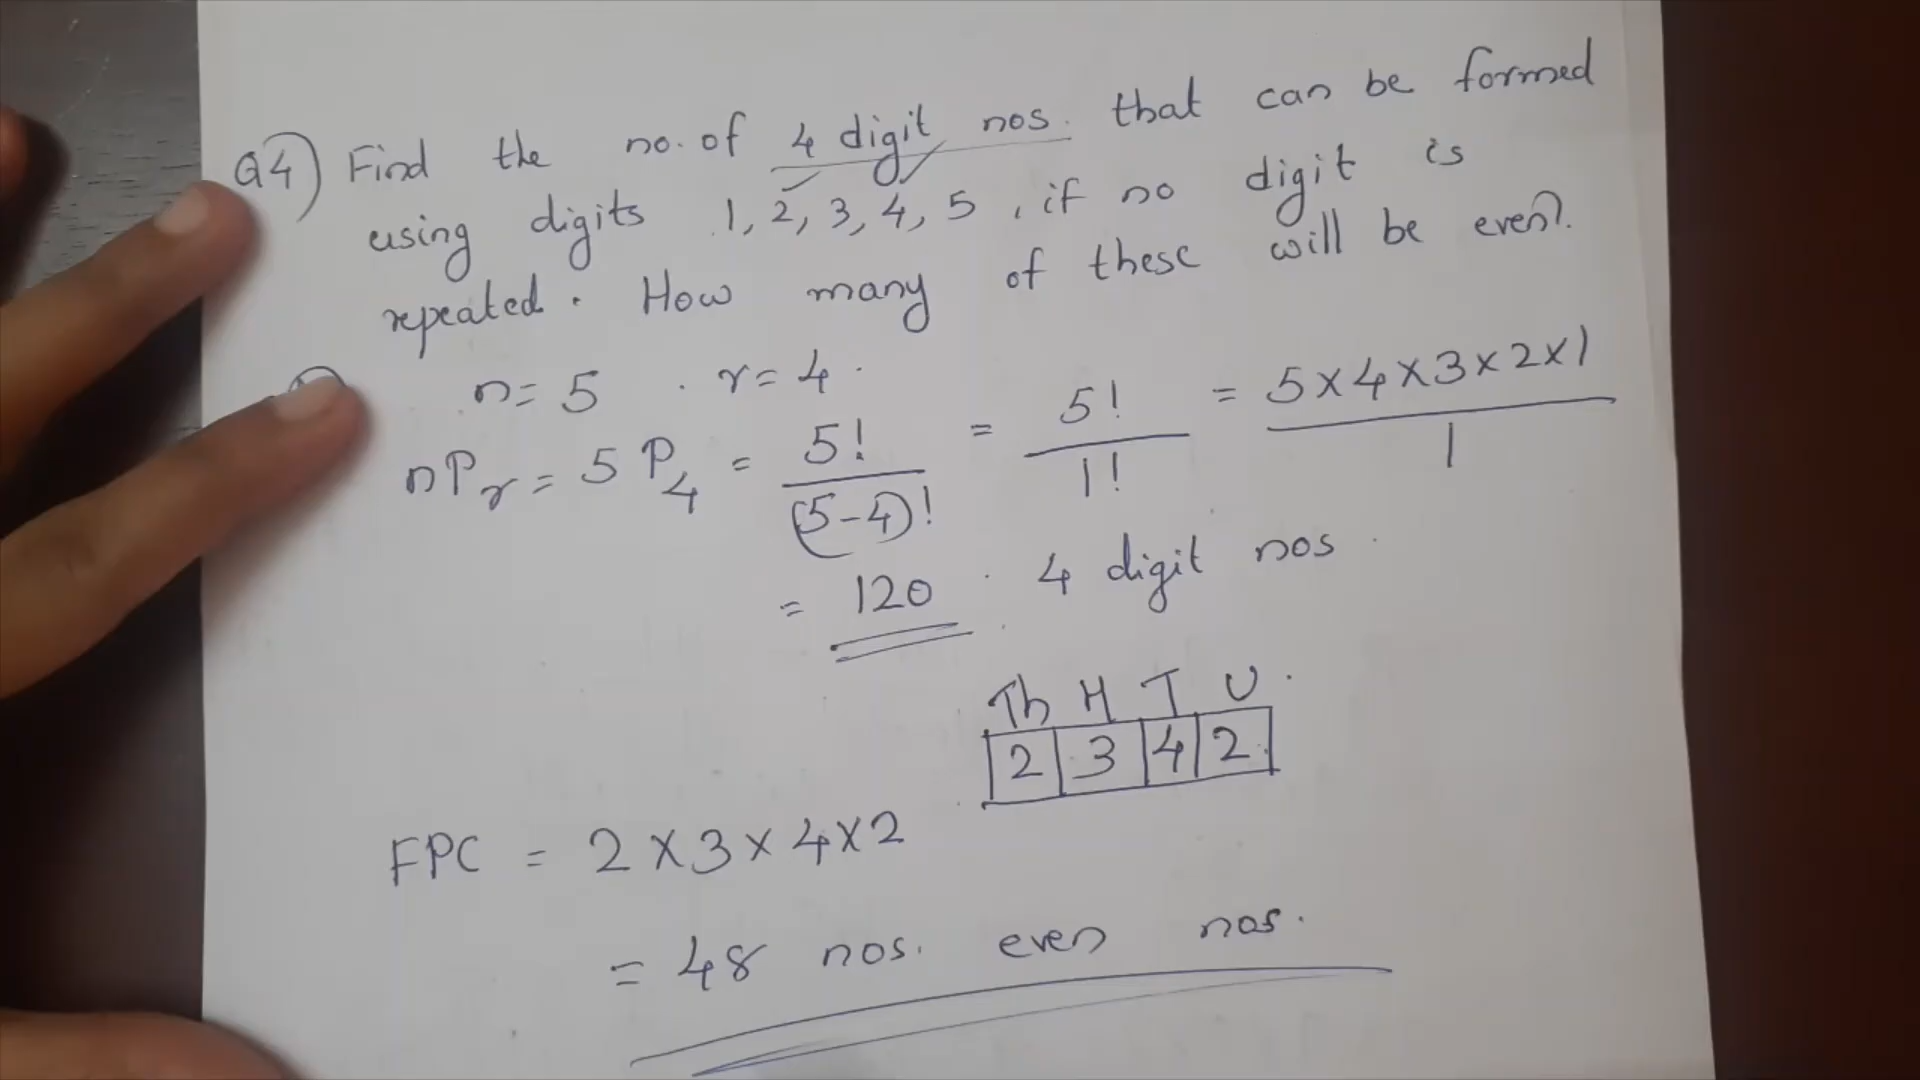 Q4) Find the no. of 4 digit nos. that can be formed
using digits 1, 2, 3, 4, 5, if no digit is
repeated. How many of these will be even?
n = 5 r = 4
nPr = 5P4 = 5!/(5-4)! = 5!/1! = 5×4×3×2×1/1
= 120 4 digit nos
Th H T U
2 3 4 2
FPC = 2×3×4×2
= 48 nos. even nos.